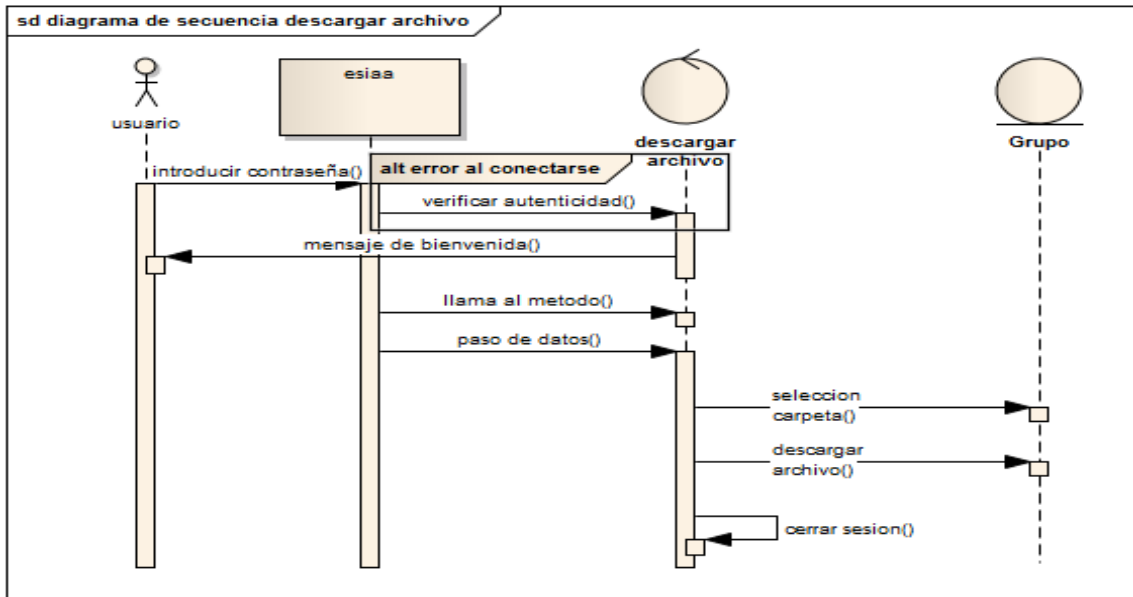 sd diagrama de secuencia descargar archivo
esiaa
usuario
descargar
archivo
Grupo
introducir contraseña()
alt error al conectarse
verificar autenticidad()
mensaje de bienvenida()
llama al metodo()
paso de datos()
seleccion
carpeta()
descargar
archivo()
cerrar sesion()